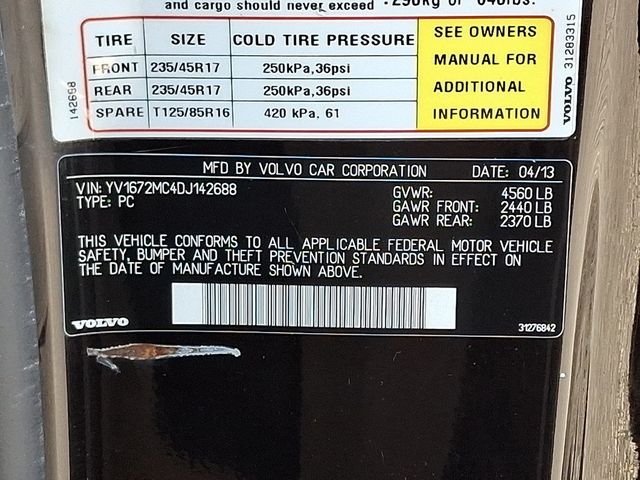 and cargo should never exceed : 290kg or 640lbs.
TIRE SIZE COLD TIRE PRESSURE
FRONT 235/45R17 250kPa,36psi
REAR 235/45R17 250kPa,36psi
SPARE T125/85R16 420 kPa, 61
SEE OWNERS
MANUAL FOR
ADDITIONAL
INFORMATION
142698
VOLVO 31283315
MFD BY VOLVO CAR CORPORATION DATE: 04/13
VIN: YV1672MC4DJ142688
TYPE: PC
GVWR: 4560 LB
GAWR FRONT: 2440 LB
GAWR REAR: 2370 LB
THIS VEHICLE CONFORMS TO ALL APPLICABLE FEDERAL MOTOR VEHICLE
SAFETY, BUMPER AND THEFT PREVENTION STANDARDS IN EFFECT ON
THE DATE OF MANUFACTURE SHOWN ABOVE.
VOLVO 31276842